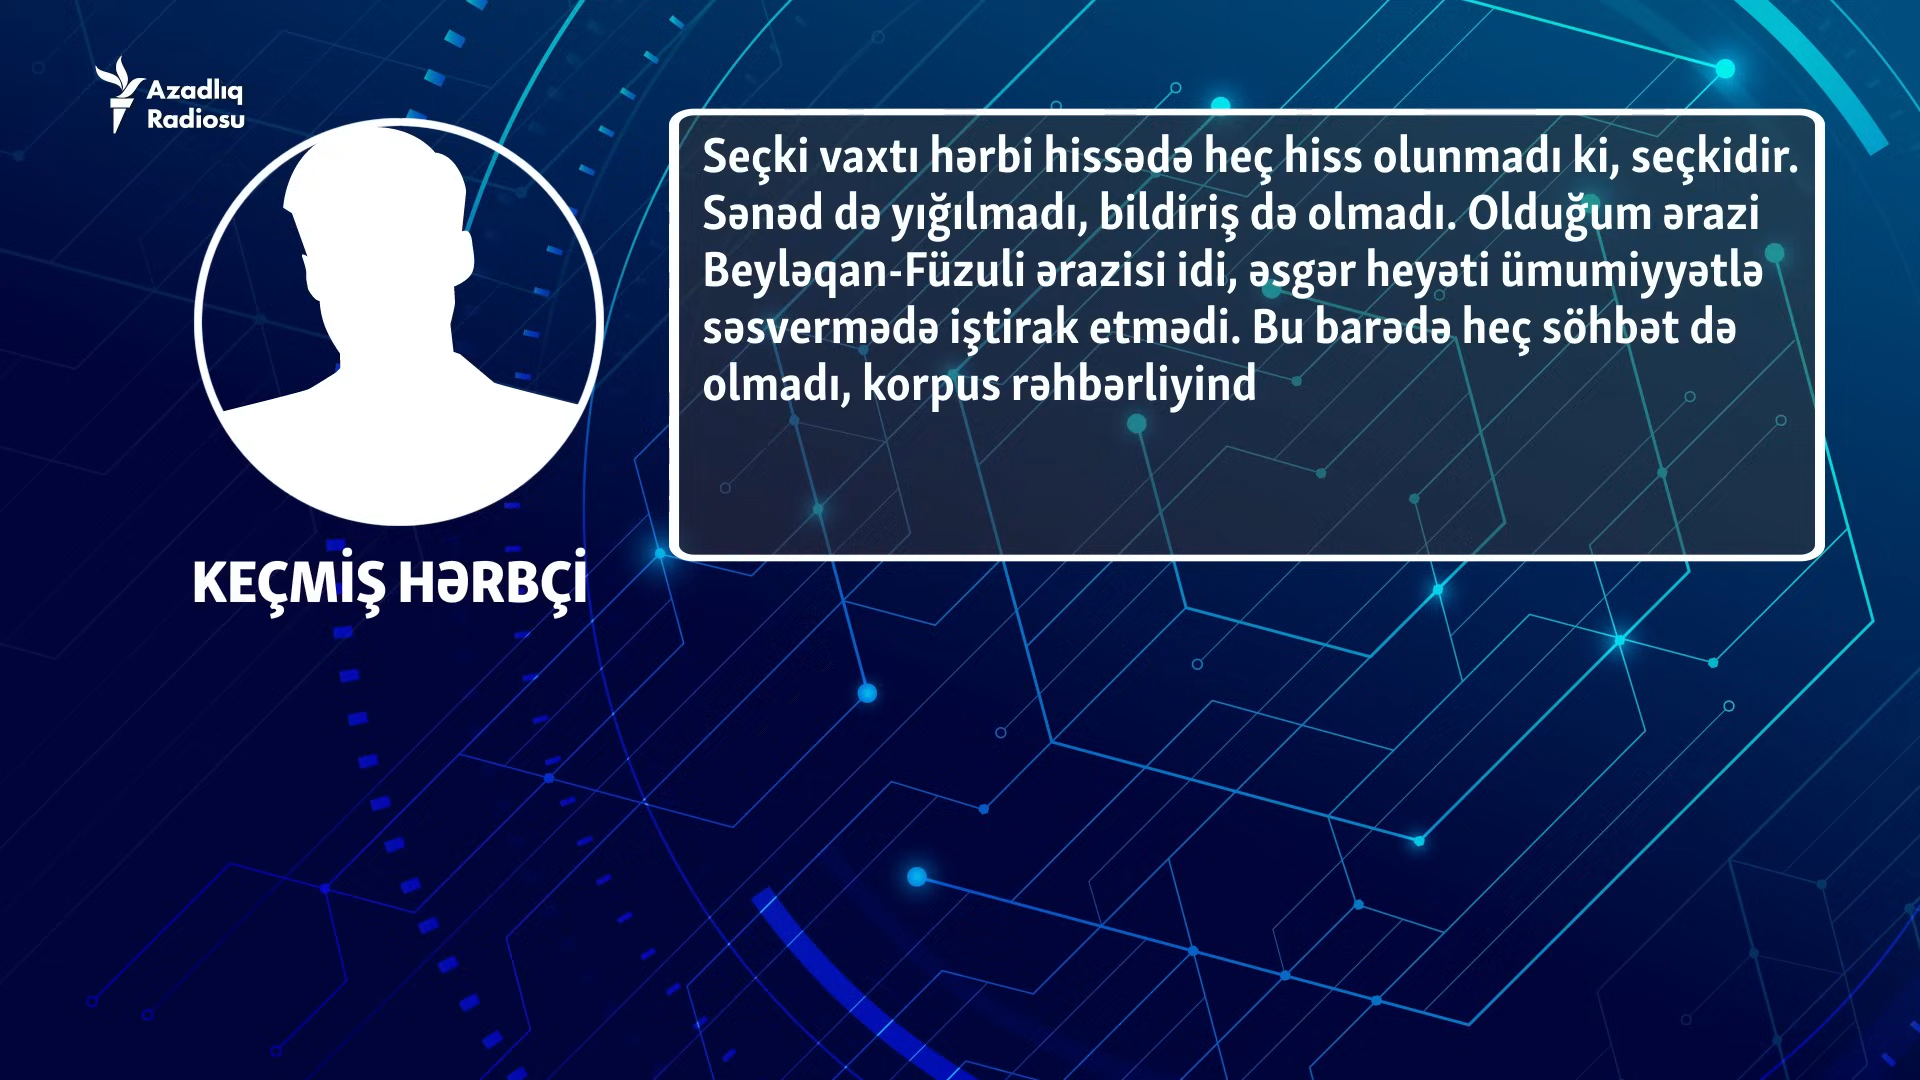 Azadlıq
Radiosu
Seçki vaxtı hərbi hissədə heç hiss olunmadı ki, seçkidir.
Sənəd də yığılmadı, bildiriş də olmadı. Olduğum ərazi
Beyləqan-Füzuli ərazisi idi, əsgər heyəti ümumiyyətlə
səsvermədə iştirak etmədi. Bu barədə heç söhbət də
olmadı, korpus rəhbərliyind
KEÇMİŞ HƏRBÇİ